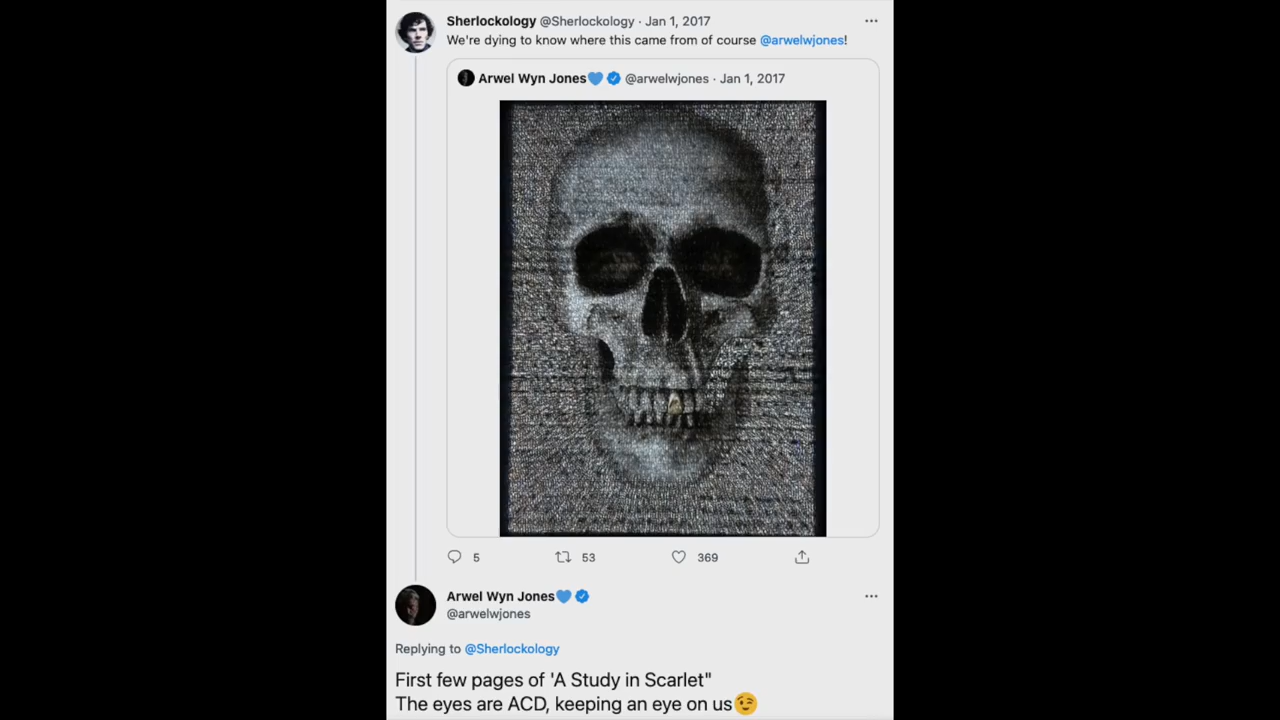 Sherlockology @Sherlockology · Jan 1, 2017
We're dying to know where this came from of course @arwelwjones!
Arwel Wyn Jones💙 @arwelwjones · Jan 1, 2017
5 53 369
Arwel Wyn Jones💙
@arwelwjones
Replying to @Sherlockology
First few pages of 'A Study in Scarlet"
The eyes are ACD, keeping an eye on us😉